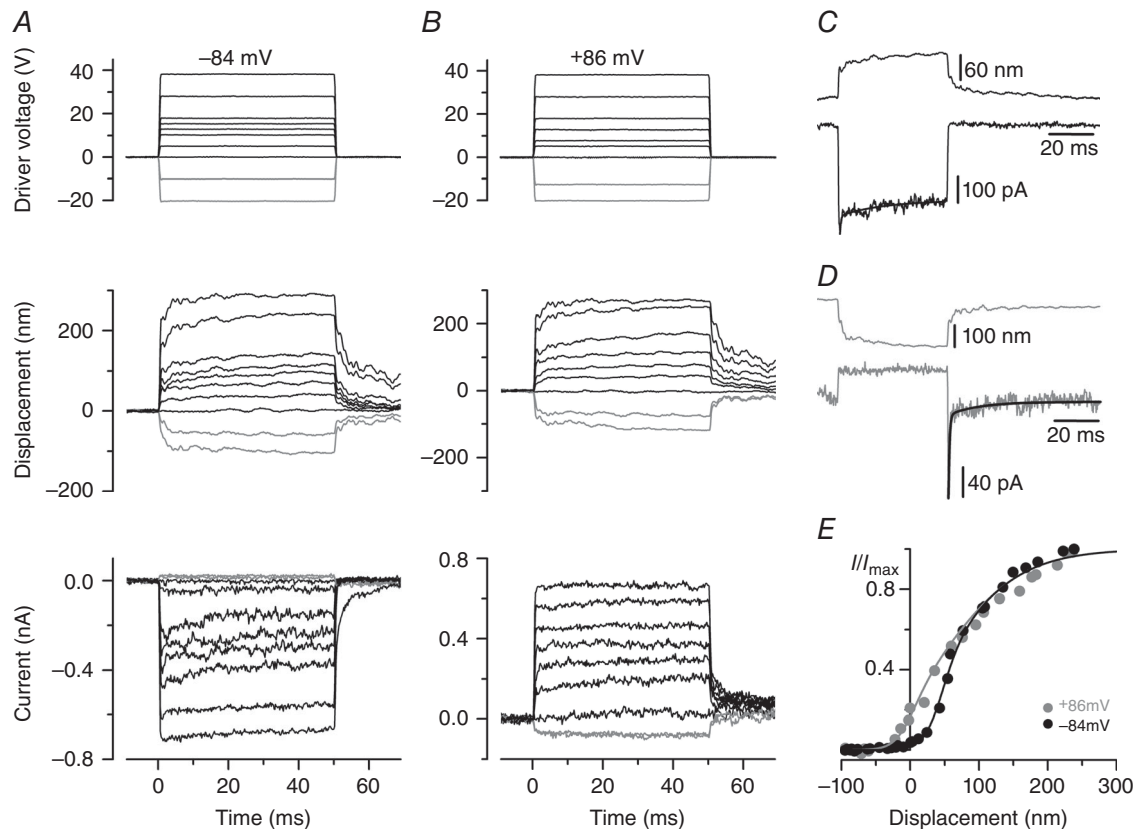 A
–84 mV
Driver voltage (V)
40
20
0
–20
Displacement (nm)
200
0
–200
Current (nA)
0.0
–0.4
–0.8
0 20 40 60
Time (ms)
B
+86 mV
40
20
0
–20
200
0
–200
0.8
0.4
0.0
0 20 40 60
Time (ms)
C
60 nm
20 ms
100 pA
D
100 nm
20 ms
40 pA
E
I/Imax
0.8
0.4
+86mV
–84mV
–100 0 100 200 300
Displacement (nm)